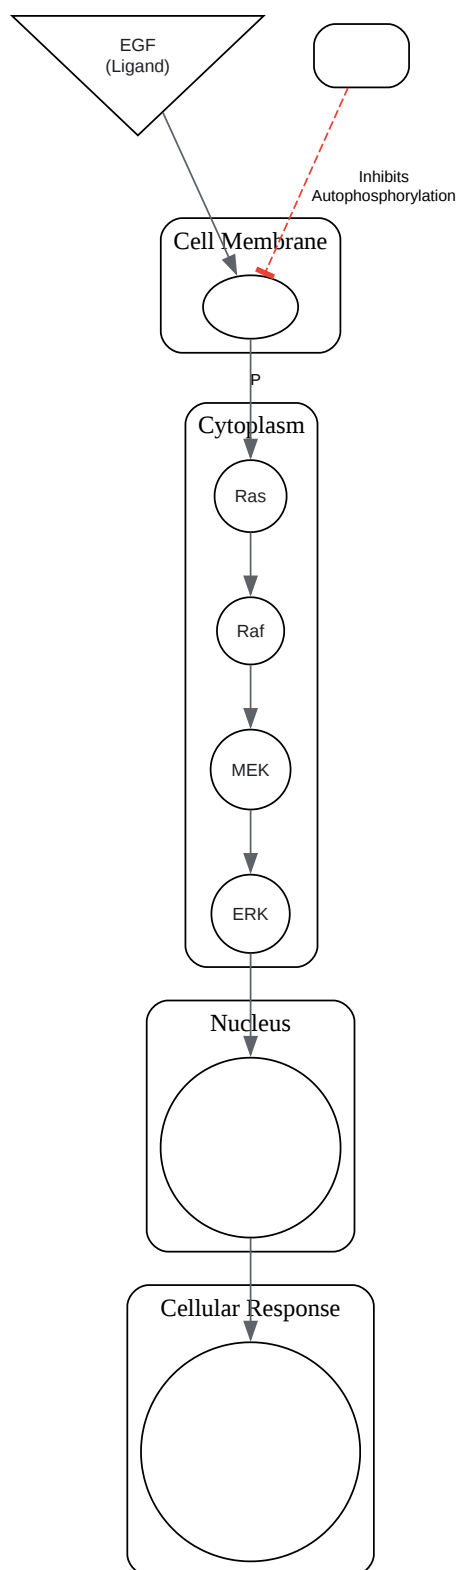 EGF
(Ligand)
Inhibits
Autophosphorylation
Cell Membrane
P
Cytoplasm
Ras
Raf
MEK
ERK
Nucleus
Cellular Response